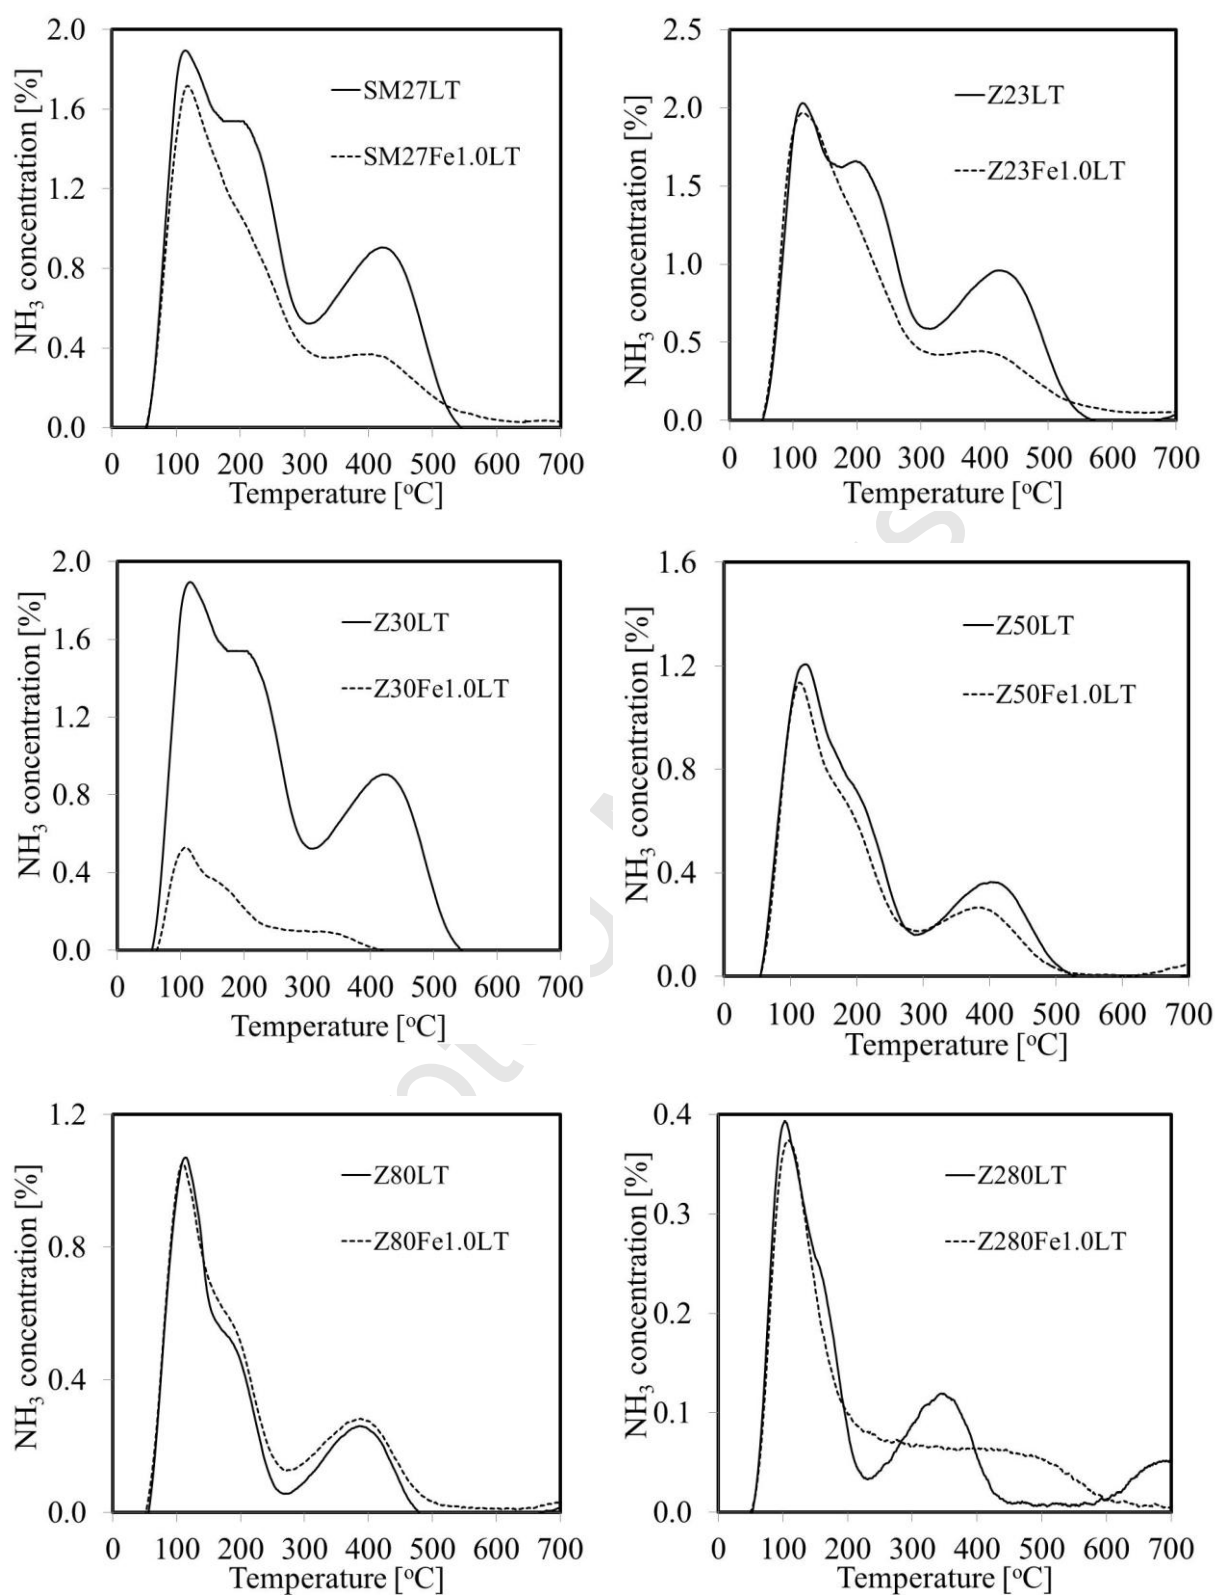 2.0
1.6
1.2
0.8
0.4
0.0
NH3 concentration [%]
SM27LT
SM27Fe1.0LT
0 100 200 300 400 500 600 700
Temperature [°C]
2.5
2.0
1.5
1.0
0.5
0.0
NH3 concentration [%]
Z23LT
Z23Fe1.0LT
0 100 200 300 400 500 600 700
Temperature [°C]
2.0
1.6
1.2
0.8
0.4
0.0
NH3 concentration [%]
Z30LT
Z30Fe1.0LT
0 100 200 300 400 500 600 700
Temperature [°C]
1.6
1.2
0.8
0.4
0.0
NH3 concentration [%]
Z50LT
Z50Fe1.0LT
0 100 200 300 400 500 600 700
Temperature [°C]
1.2
0.8
0.4
0.0
NH3 concentration [%]
Z80LT
Z80Fe1.0LT
0 100 200 300 400 500 600 700
Temperature [°C]
0.4
0.3
0.2
0.1
0.0
NH3 concentration [%]
Z280LT
Z280Fe1.0LT
0 100 200 300 400 500 600 700
Temperature [°C]